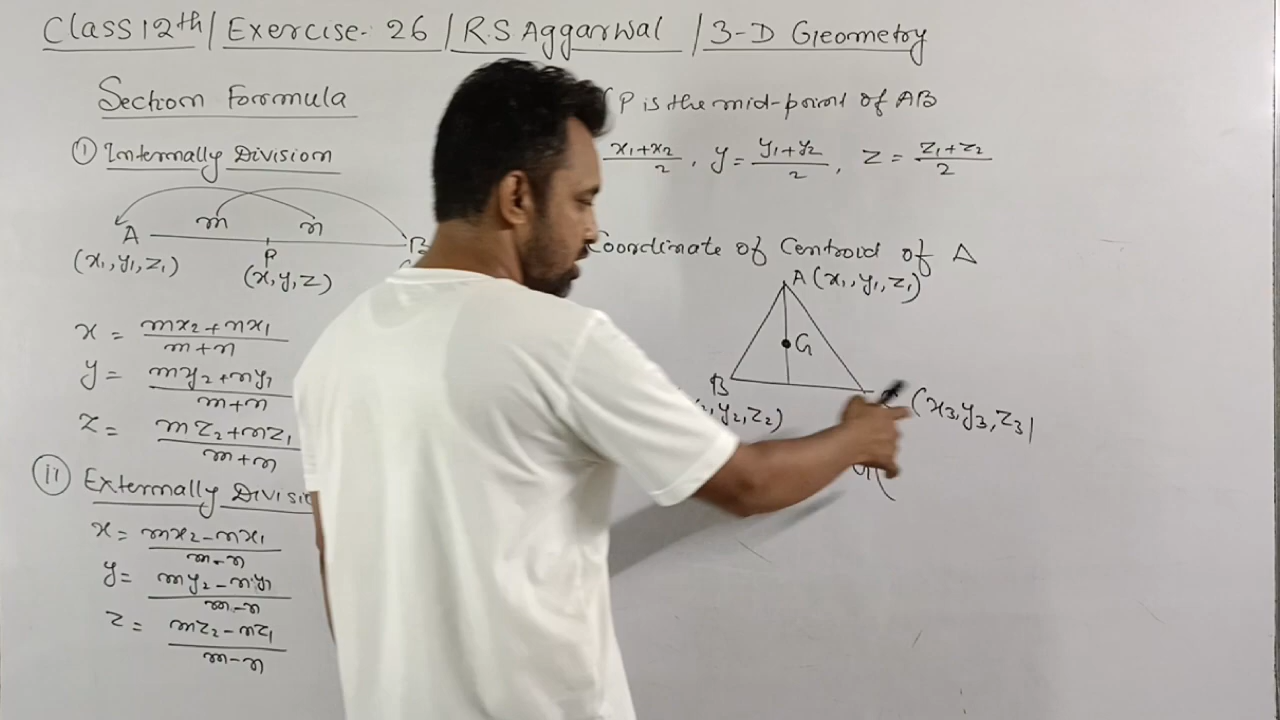 Class 12th / Exercise- 26 / R.S Aggarwal / 3-D Geometry
Section Formula
(i) Internally Division
m n
A P B
(x₁, y₁, z₁) (x, y, z)
x = mx₂+nx₁ / m+n
y = my₂+ny₁ / m+n
z = mz₂+nz₁ / m+n
(ii) Externally
x = mx₂-nx₁ / m-n
y = my₂-ny₁ / m-n
z = mz₂-nz₁ / m-n
P is the mid-point of AB
x₁+x₂ / 2 , y = y₁+y₂ / 2 , z = z₁+z₂ / 2
Coordinate of Centroid of Δ
A (x₁, y₁, z₁)
G
B
(x₃, y₃, z₃)
, y₂, z₂)
G(